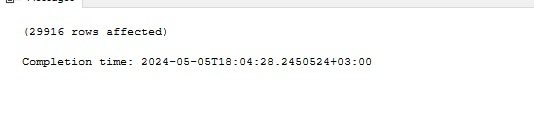 (29916 rows affected)
Completion time: 2024-05-05T18:04:28.2450524+03:00